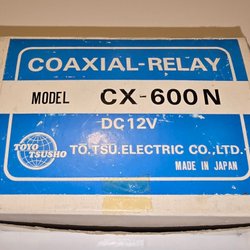 COAXIAL-RELAY
MODEL CX-600N
DC12V
TOYO
TSUSHO
TO.TSU.ELECTRIC CO.,LTD.
MADE IN JAPAN